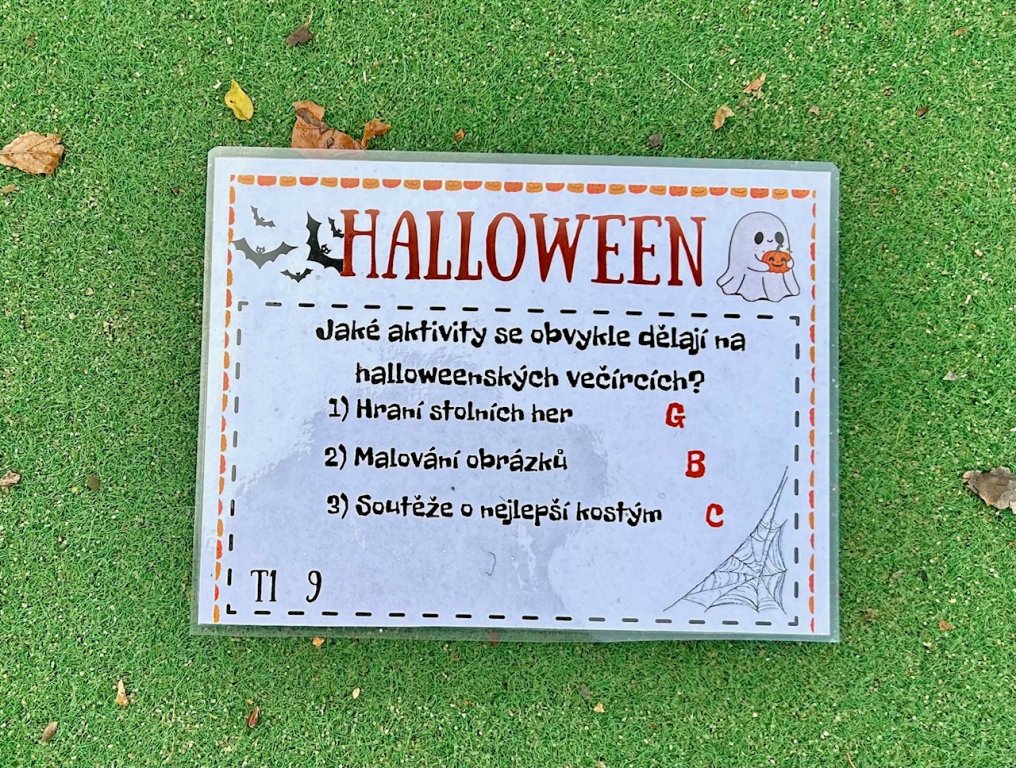 HALLOWEEN
Jaké aktivity se obvykle dělají na
halloweenských večírcích?
1) Hraní stolních her G
2) Malování obrázků B
3) Soutěže o nejlepší kostým C
T1 9